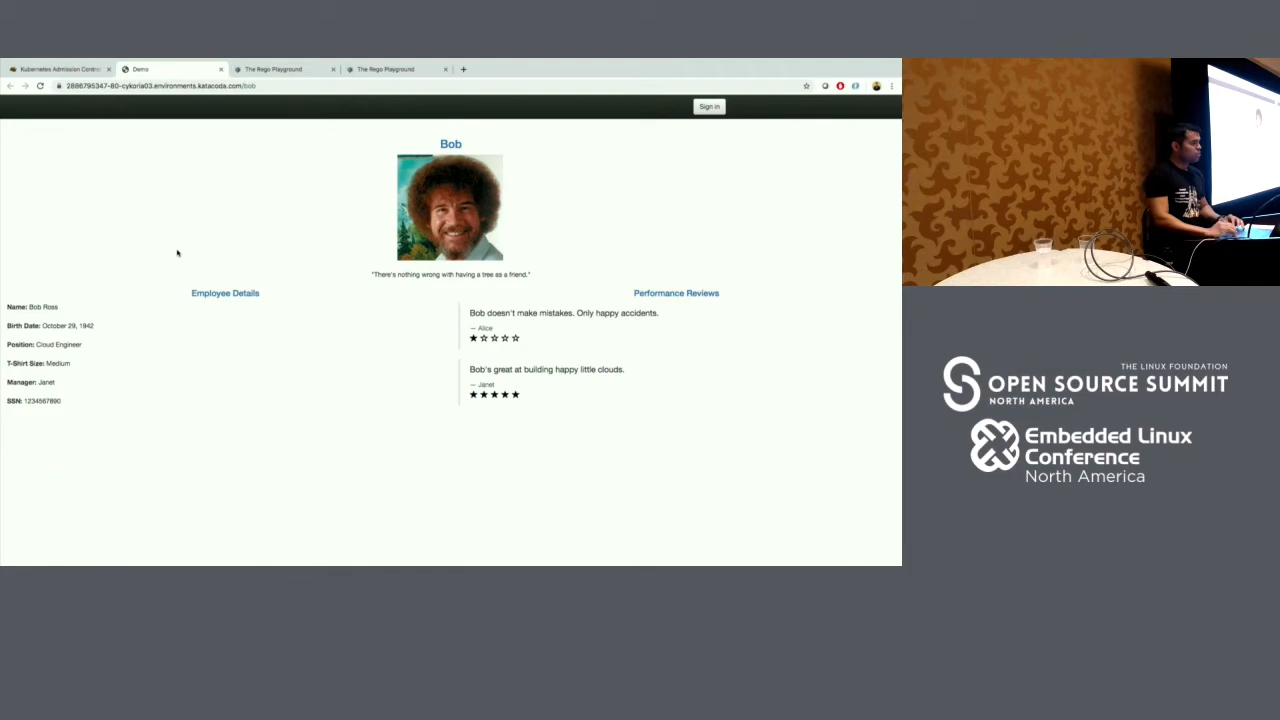 Kubernetes Admission Contro
Demo
The Rego Playground
The Rego Playground
2886795347-80-cykoria03.environments.katacoda.com/bob
Sign in
Bob
"There's nothing wrong with having a tree as a friend."
Employee Details
Name: Bob Ross
Birth Date: October 29, 1942
Position: Cloud Engineer
T-Shirt Size: Medium
Manager: Janet
SSN: 1234567890
Performance Reviews
Bob doesn't make mistakes. Only happy accidents.
— Alice
Bob's great at building happy little clouds.
— Janet
THE LINUX FOUNDATION
OPEN SOURCE SUMMIT
NORTH AMERICA
Embedded Linux
Conference
North America